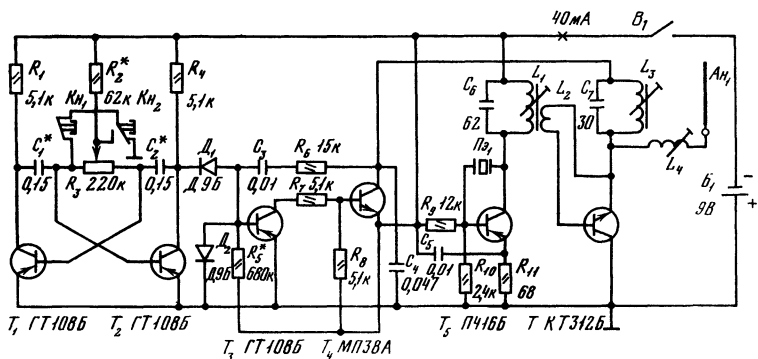 40мА
В₁
R₁
5,1к
R₂*
62к
R₄
5,1к
Кн₁
Кн₂
C₁*
0,15
R₃
220к
C₂*
0,15
Д₁
Д9Б
C₃
0,01
R₆ 15к
R₇ 5,1к
C₆
62
L₁
L₂
C₇
30
L₃
Ан₁
L₄
Пэ₁
R₉ 12к
C₅
0,01
Д₂
Д9Б
R₅*
680к
R₈
5,1к
C₄
0,047
R₁₀
2,4к
R₁₁
68
Б₁
9В
−
+
T₁ ГТ108Б
T₂ ГТ108Б
T₃ ГТ108Б
T₄ МП38А
T₅ П416Б
T КТ312Б